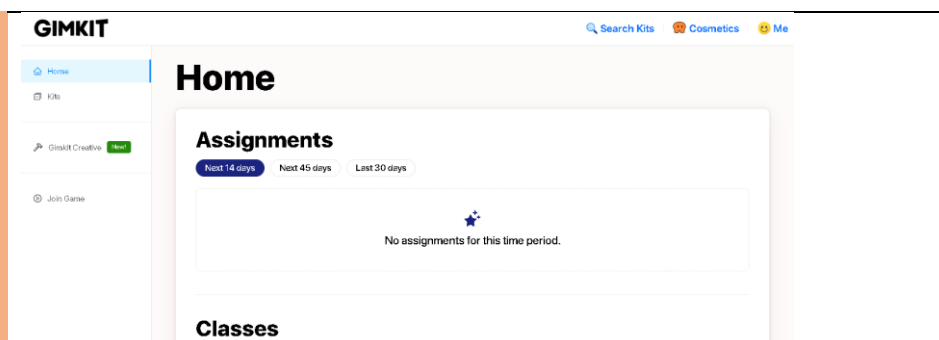 GIMKIT
Search Kits Cosmetics Me
Home
Kits
Gimkit Creative New!
Join Game
Home
Assignments
Next 14 days Next 45 days Last 30 days
No assignments for this time period.
Classes